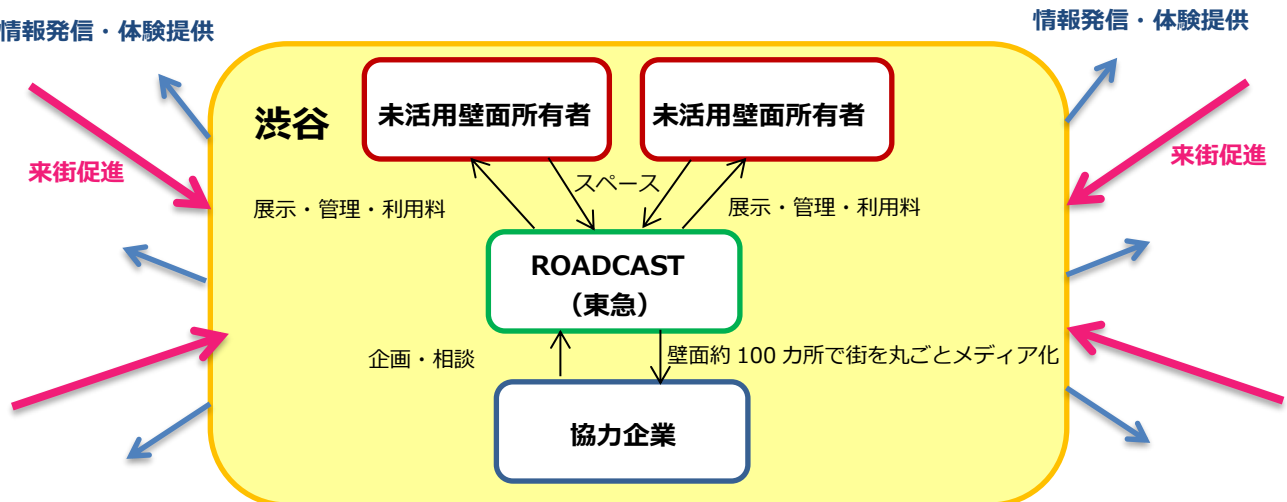 情報発信・体験提供
情報発信・体験提供
渋谷
未活用壁面所有者
未活用壁面所有者
来街促進
来街促進
スペース
展示・管理・利用料
展示・管理・利用料
ROADCAST
（東急）
企画・相談
壁面約 100 カ所で街を丸ごとメディア化
協力企業